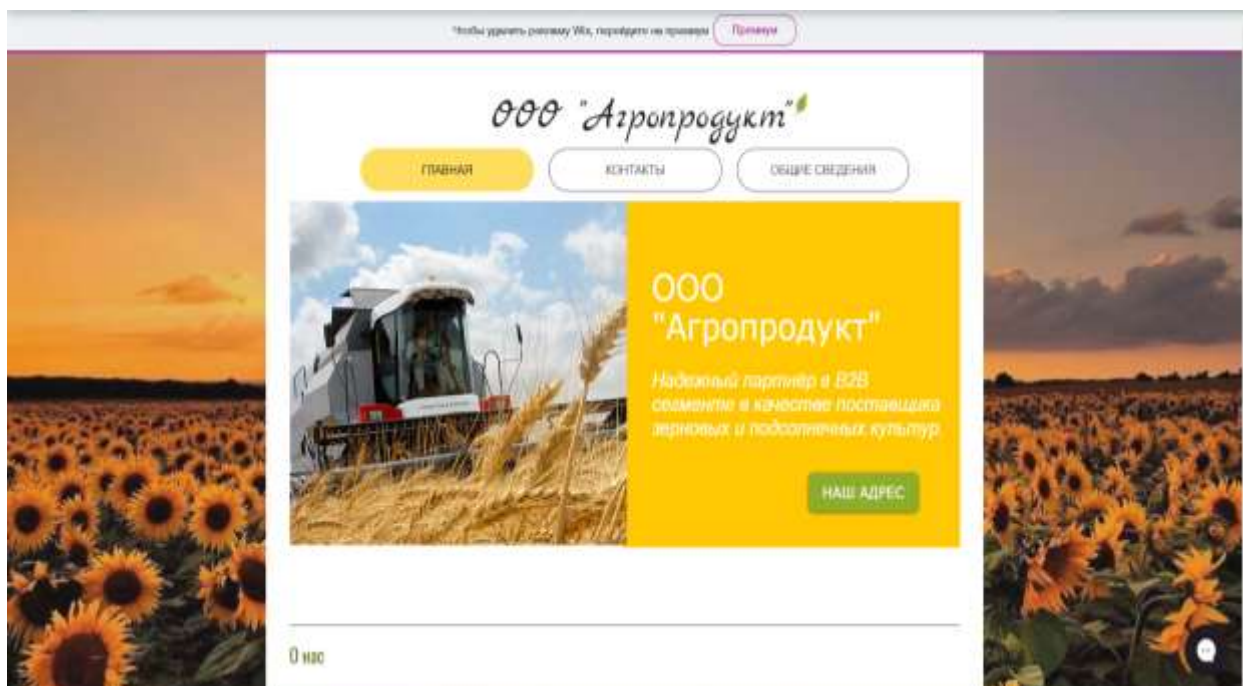 Чтобы удалить рекламу Wix, перейдите на премиум Премиум
ООО "Агропродукт"
ГЛАВНАЯ КОНТАКТЫ ОБЩИЕ СВЕДЕНИЯ
ООО
"Агропродукт"
Надежный партнёр в B2B
сегменте в качестве поставщика
зерновых и подсолнечных культур.
НАШ АДРЕС
О нас